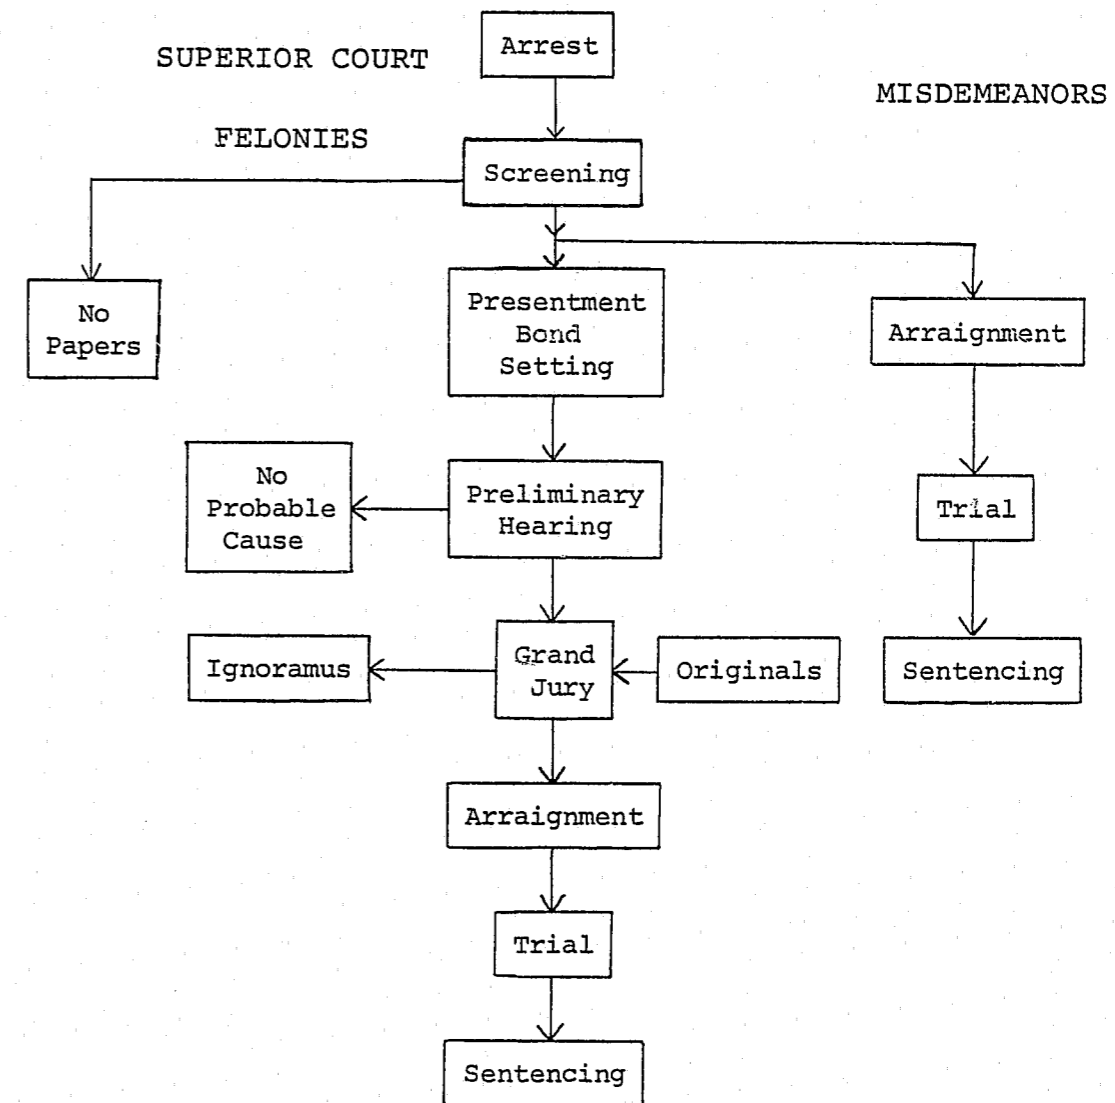 Arrest
SUPERIOR COURT
MISDEMEANORS
FELONIES
Screening
No
Papers
Presentment
Bond
Setting
Arraignment
No
Probable
Cause
Preliminary
Hearing
Trial
Ignoramus
Grand
Jury
Originals
Sentencing
Arraignment
Trial
Sentencing